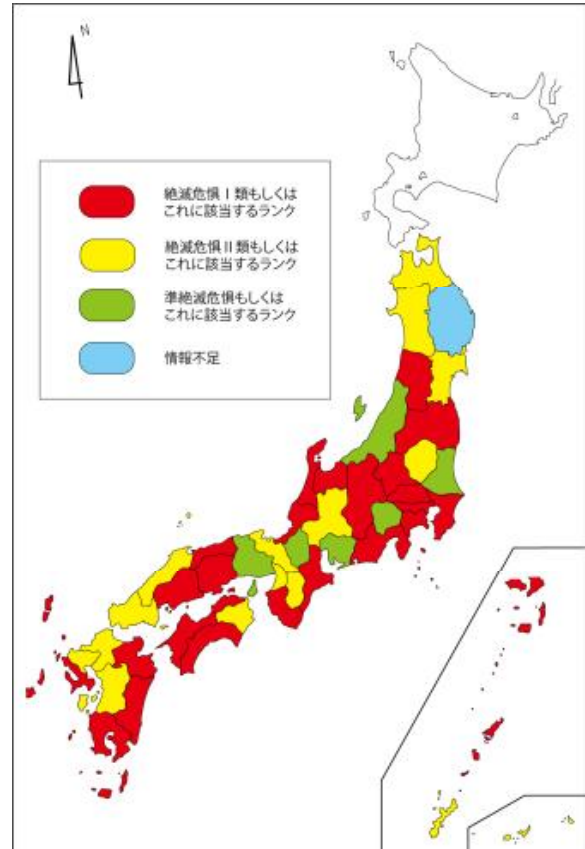 N
絶滅危惧Ⅰ類もしくは
これに該当するランク
絶滅危惧Ⅱ類もしくは
これに該当するランク
準絶滅危惧もしくは
これに該当するランク
情報不足